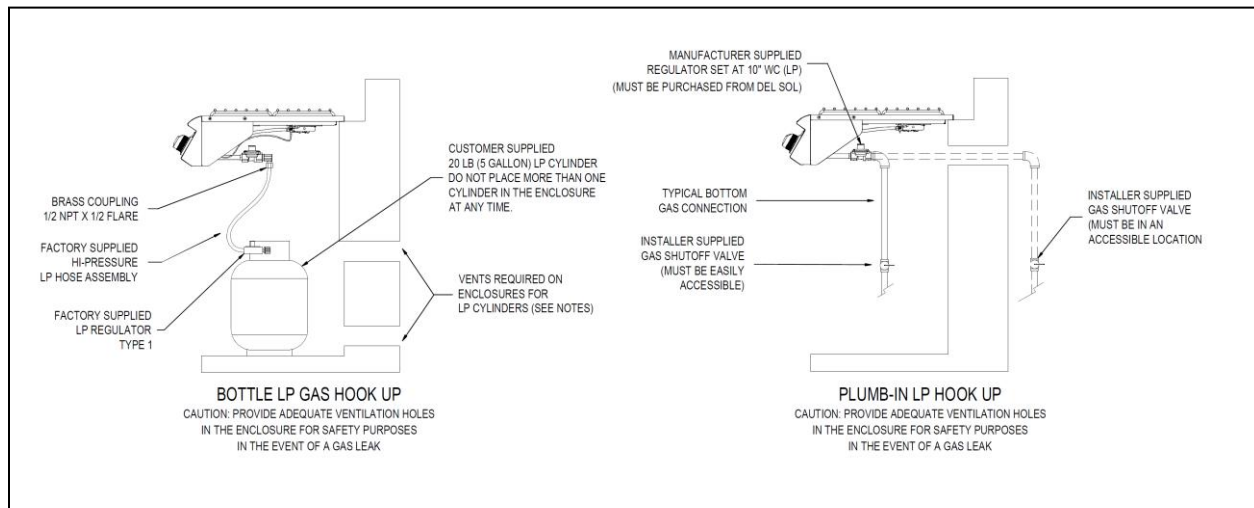 CUSTOMER SUPPLIED
20 LB (5 GALLON) LP CYLINDER
DO NOT PLACE MORE THAN ONE
CYLINDER IN THE ENCLOSURE
AT ANY TIME.
BRASS COUPLING
1/2 NPT X 1/2 FLARE
FACTORY SUPPLIED
HI-PRESSURE
LP HOSE ASSEMBLY
FACTORY SUPPLIED
LP REGULATOR
TYPE 1
VENTS REQUIRED ON
ENCLOSURES FOR
LP CYLINDERS (SEE NOTES)
BOTTLE LP GAS HOOK UP
CAUTION: PROVIDE ADEQUATE VENTILATION HOLES
IN THE ENCLOSURE FOR SAFETY PURPOSES
IN THE EVENT OF A GAS LEAK
MANUFACTURER SUPPLIED
REGULATOR SET AT 10" WC (LP)
(MUST BE PURCHASED FROM DEL SOL)
TYPICAL BOTTOM
GAS CONNECTION
INSTALLER SUPPLIED
GAS SHUTOFF VALVE
(MUST BE EASILY
ACCESSIBLE)
INSTALLER SUPPLIED
GAS SHUTOFF VALVE
(MUST BE IN AN
ACCESSIBLE LOCATION
PLUMB-IN LP HOOK UP
CAUTION: PROVIDE ADEQUATE VENTILATION HOLES
IN THE ENCLOSURE FOR SAFETY PURPOSES
IN THE EVENT OF A GAS LEAK